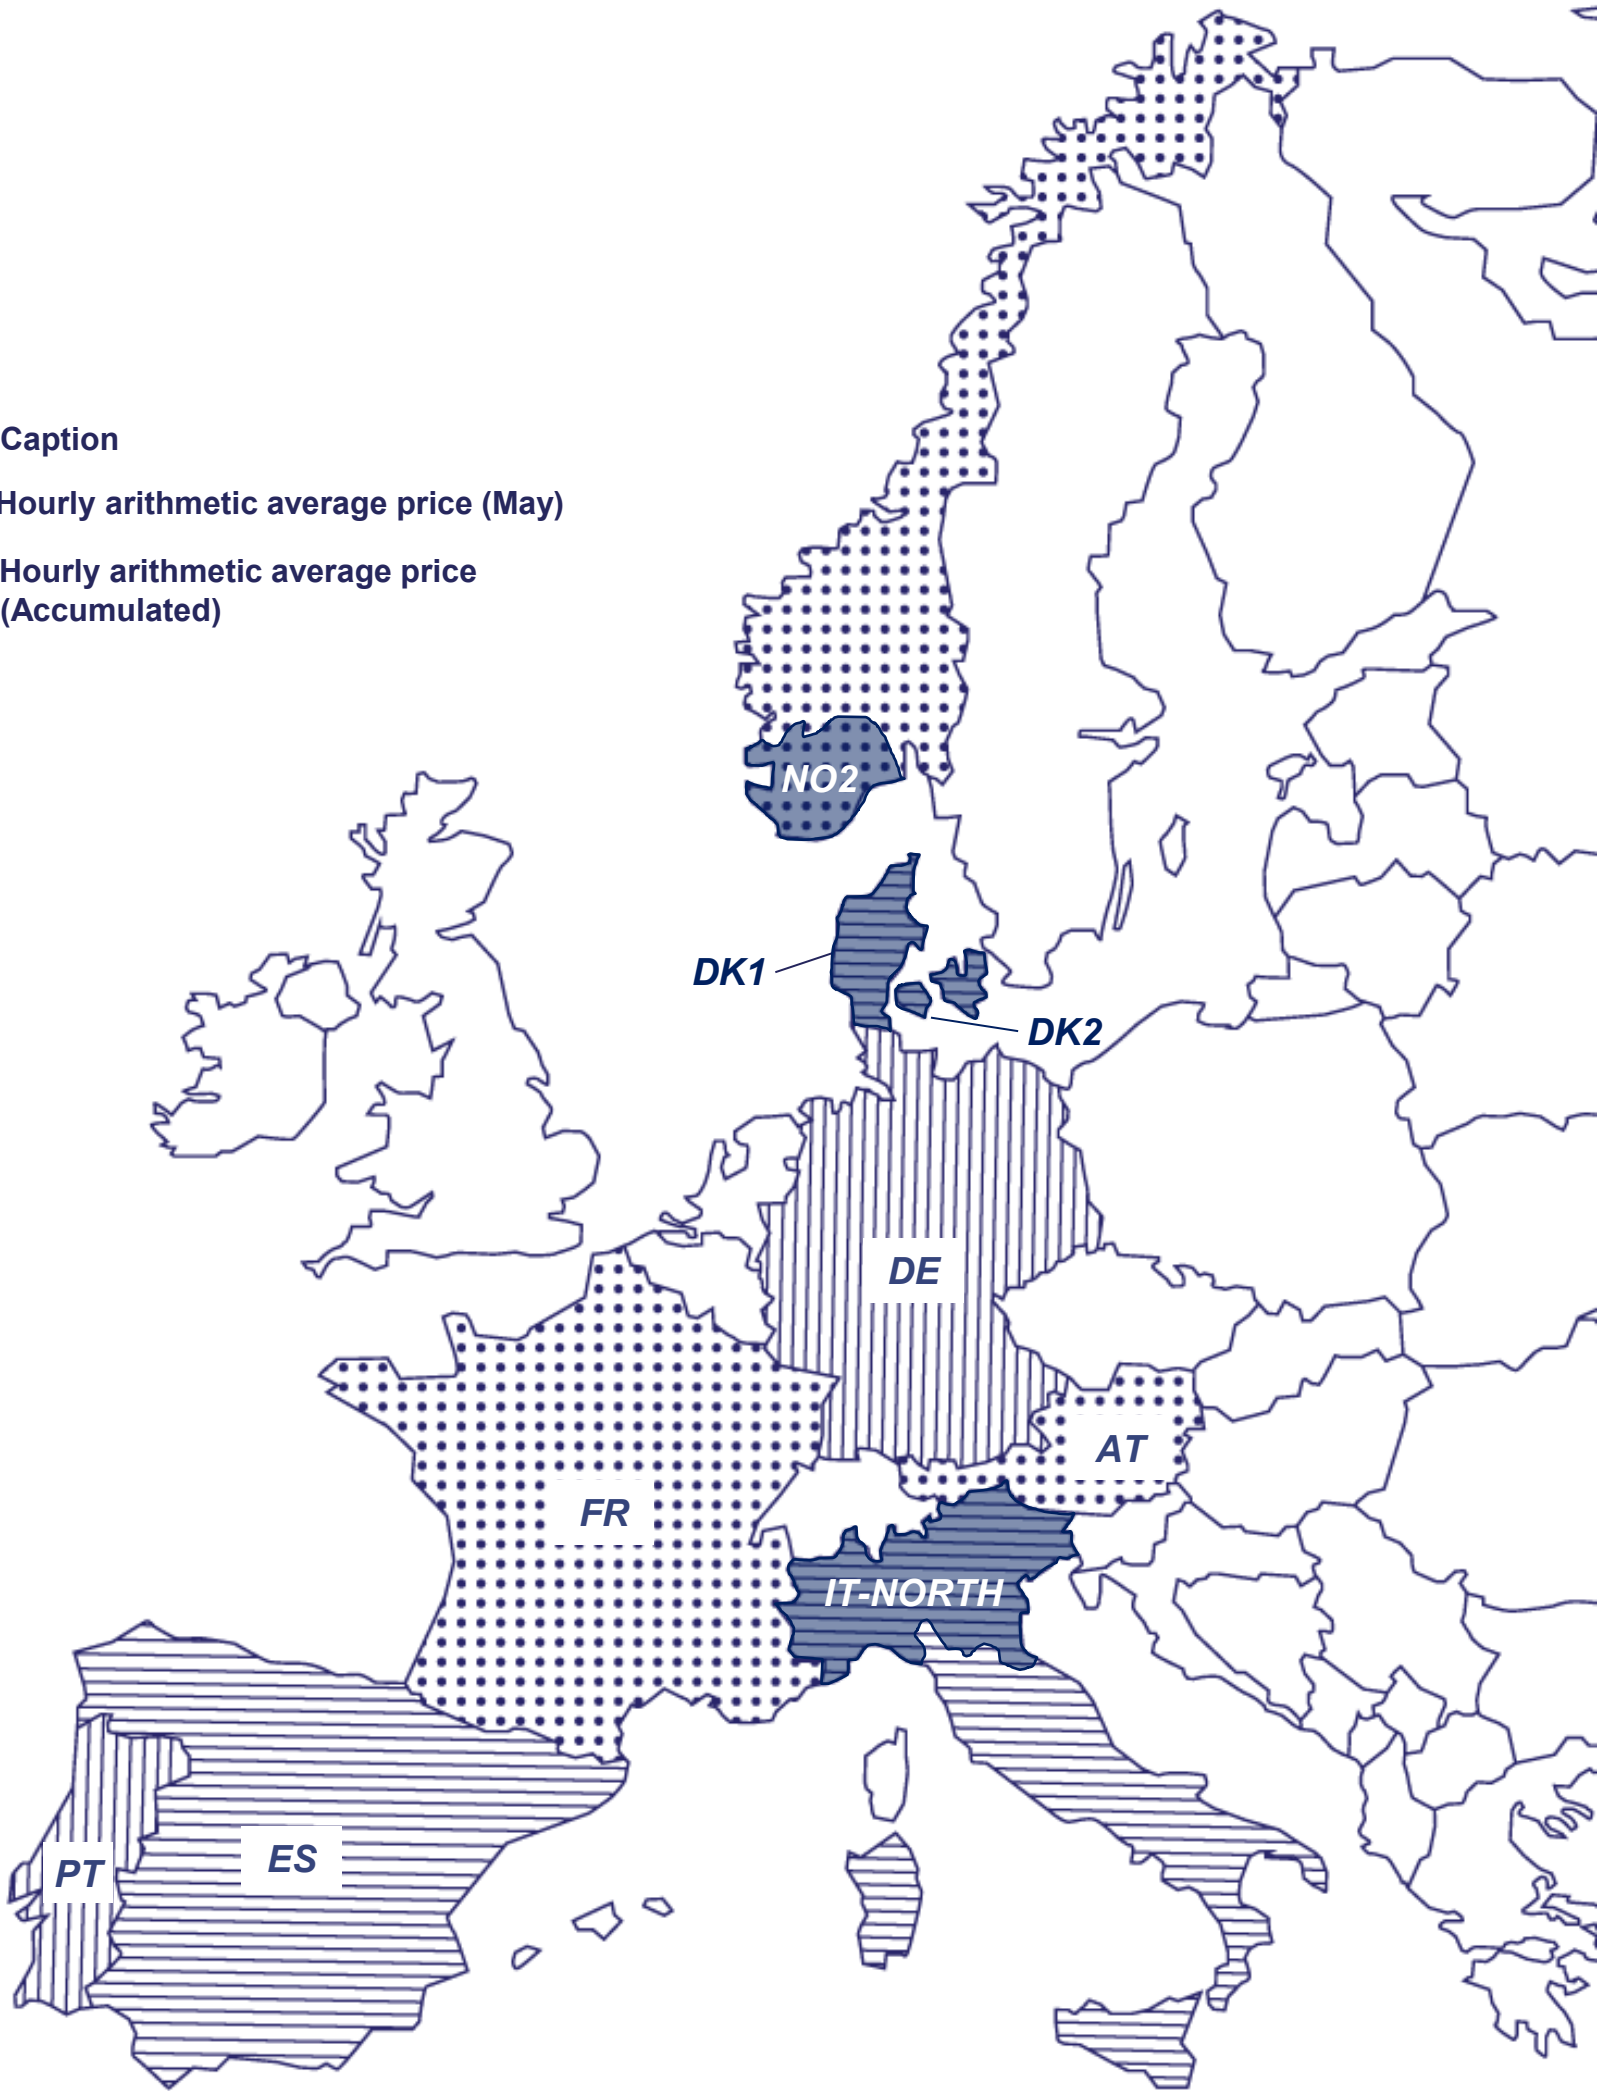 Caption
Hourly arithmetic average price (May)
Hourly arithmetic average price
(Accumulated)
NO2
DK1
DK2
DE
AT
FR
IT-NORTH
ES
PT